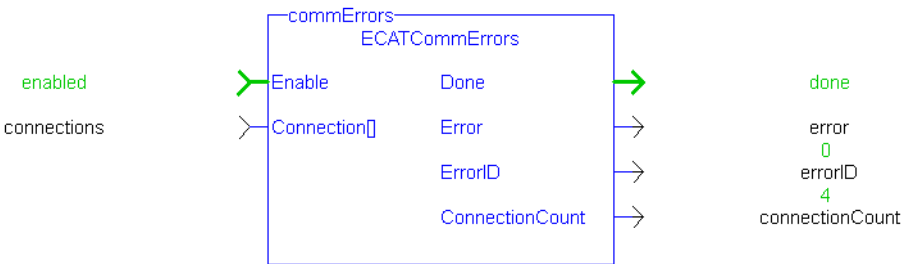 commErrors
ECATCommErrors
enabled Enable Done done
connections Connection[] Error error
0
ErrorID errorID
4
ConnectionCount connectionCount